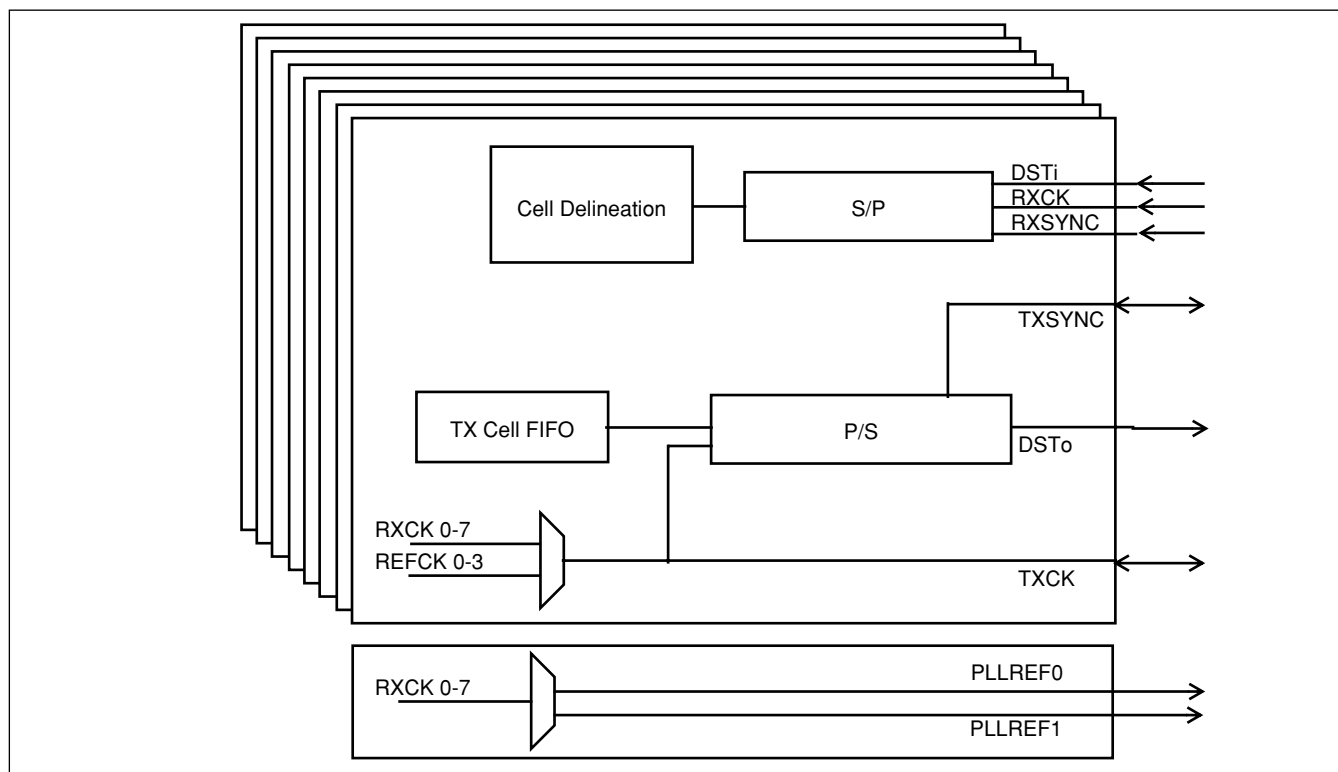 DSTi
Cell Delineation
S/P
RXCK
RXSYNC
TXSYNC
TX Cell FIFO
P/S
DSTo
RXCK 0-7
REFCK 0-3
TXCK
PLLREF0
RXCK 0-7
PLLREF1